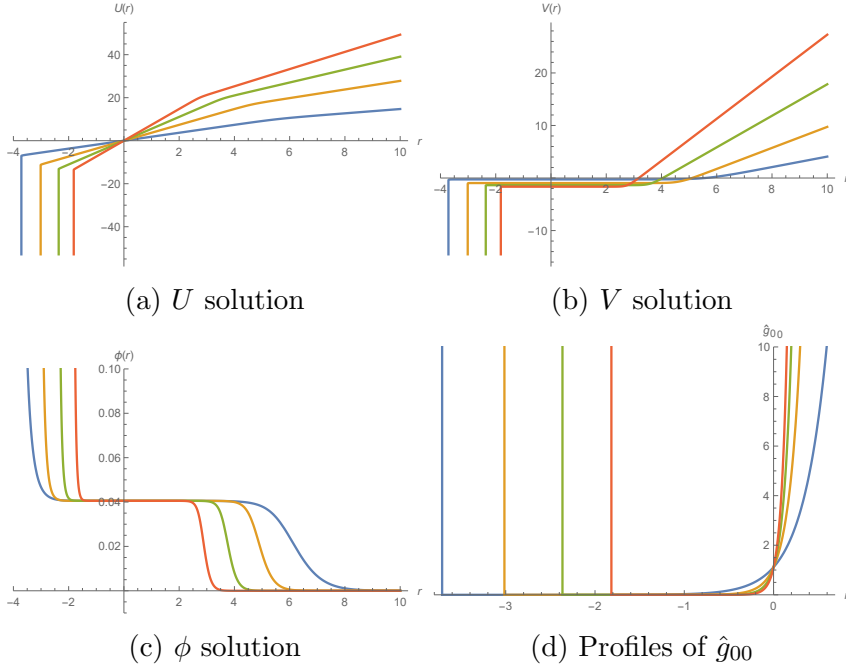 U(r)
40
20
-4 -2 2 4 6 8 10 r
-20
-40
(a) U solution
V(r)
20
10
-4 -2 2 4 6 8 10
-10
(b) V solution
ϕ(r)
0.10
0.08
0.06
0.04
0.02
-4 -2 2 4 6 8 10 r
(c) ϕ solution
ĝ00
10
8
6
4
2
-3 -2 -1 0
(d) Profiles of ĝ00